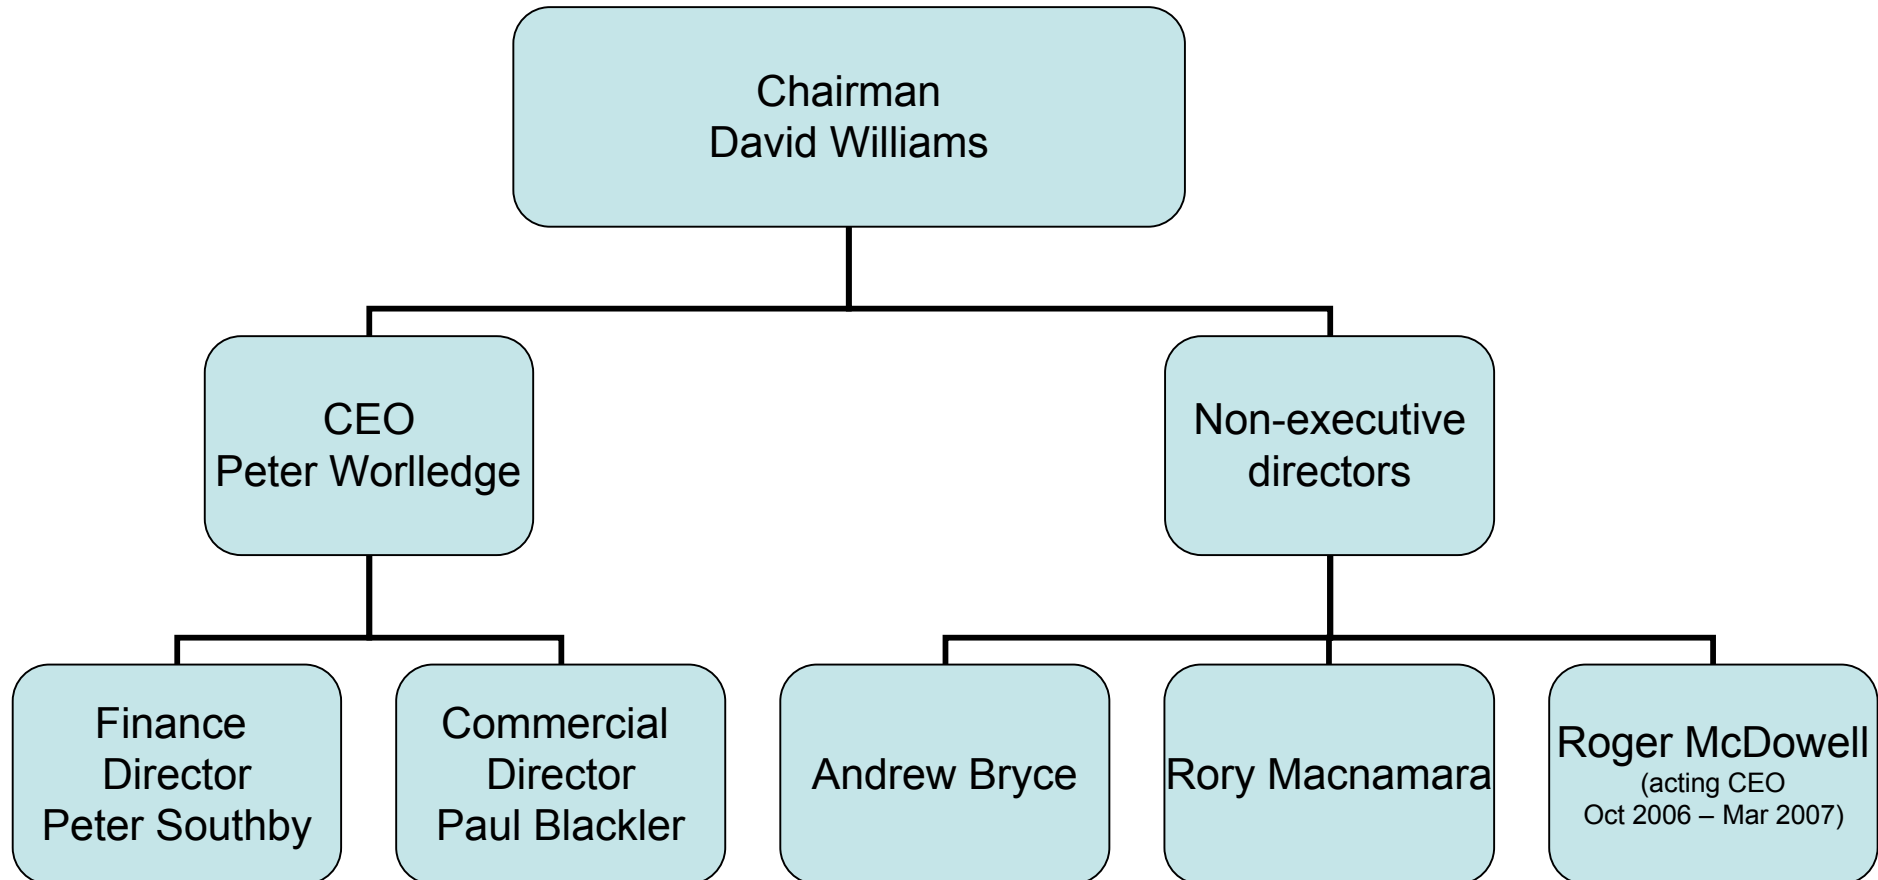 Chairman
David Williams
CEO
Peter Worlledge
Non-executive
directors
Finance
Director
Peter Southby
Commercial
Director
Paul Blackler
Andrew Bryce
Rory Macnamara
Roger McDowell
(acting CEO
Oct 2006 – Mar 2007)